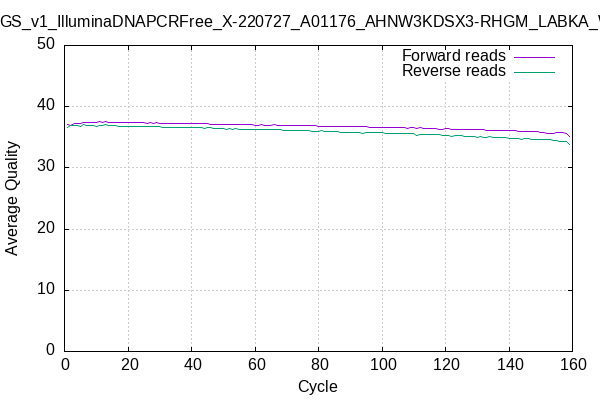 GS_v1_IlluminaDNAPCRFree_X-220727_A01176_AHNW3KDSX3-RHGM_LABKA_
Forward reads
Reverse reads
50
40
30
20
10
0
Average Quality
0 20 40 60 80 100 120 140 160
Cycle